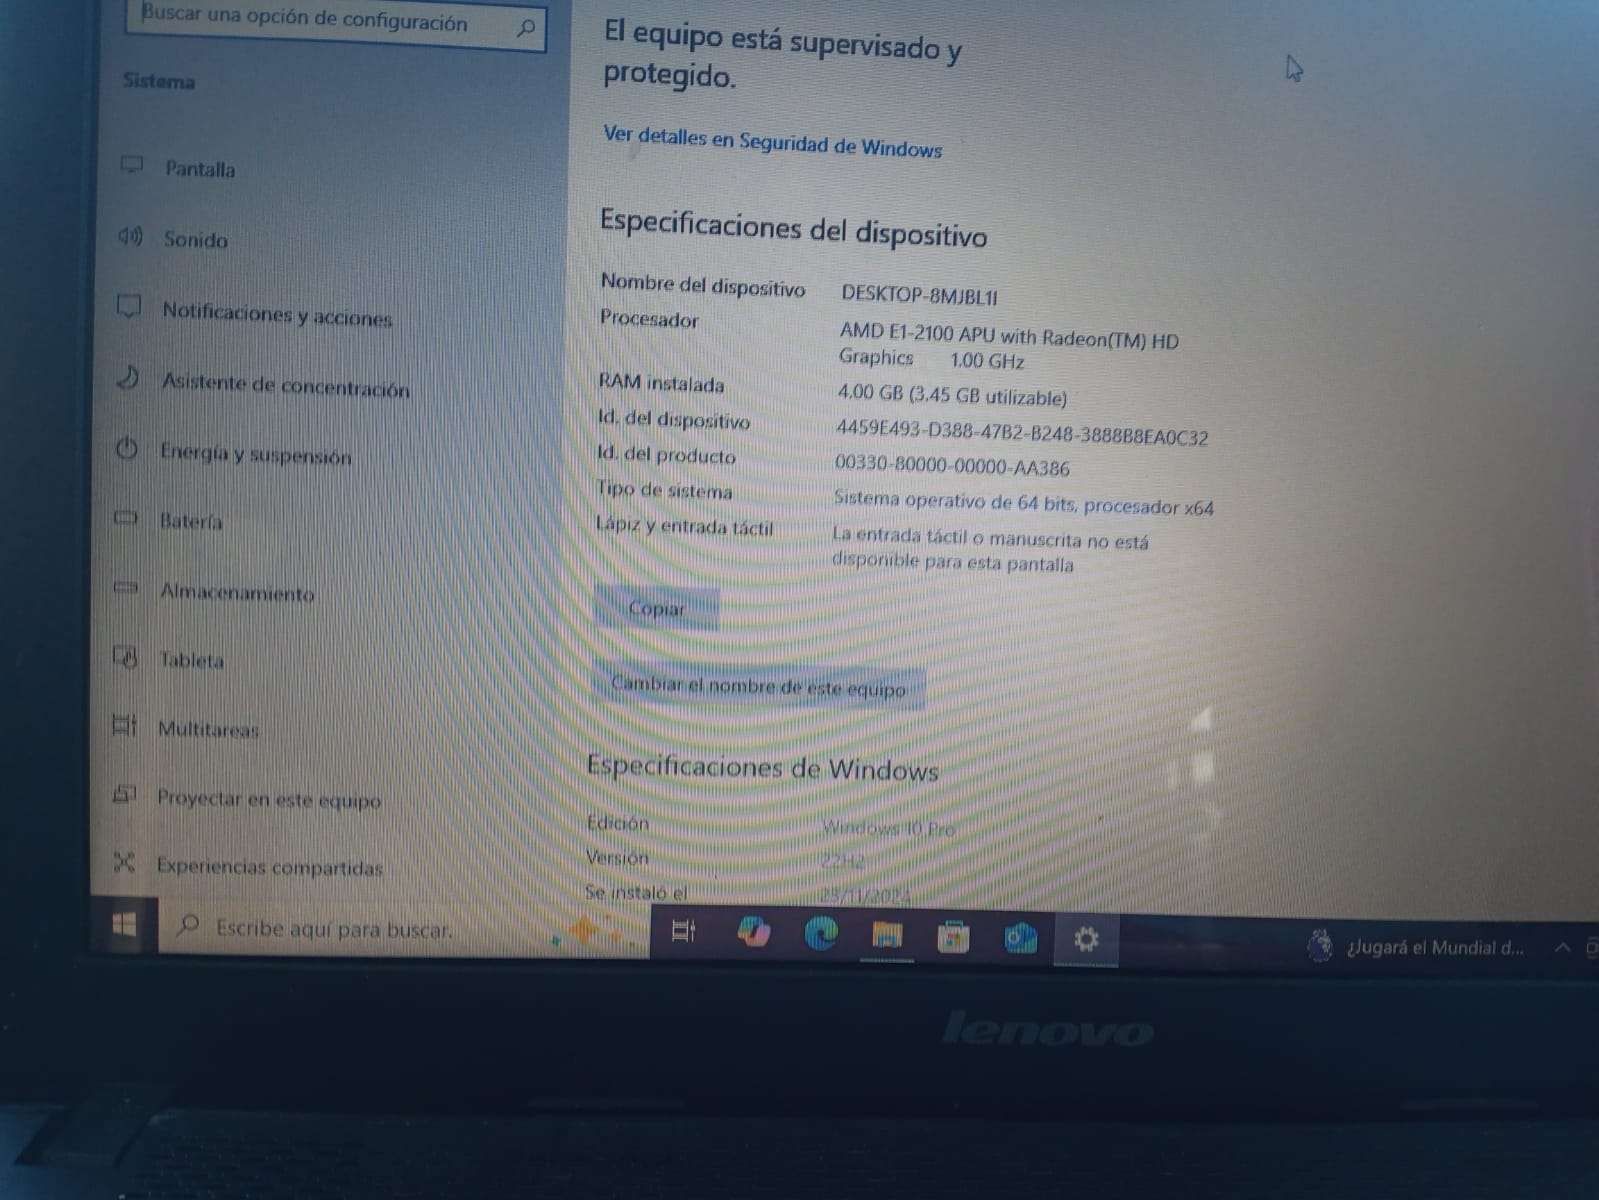 Buscar una opción de configuración
Sistema
Pantalla
Sonido
Notificaciones y acciones
Asistente de concentración
Energía y suspensión
Batería
Almacenamiento
Tableta
Multitareas
Proyectar en este equipo
Experiencias compartidas
El equipo está supervisado y
protegido.
Ver detalles en Seguridad de Windows
Especificaciones del dispositivo
Nombre del dispositivo DESKTOP-8MJBL1I
Procesador AMD E1-2100 APU with Radeon(TM) HD
Graphics 1.00 GHz
RAM instalada 4.00 GB (3.45 GB utilizable)
Id. del dispositivo 4459E493-D388-47B2-B248-3888B8EA0C32
Id. del producto 00330-80000-00000-AA386
Tipo de sistema Sistema operativo de 64 bits, procesador x64
Lápiz y entrada táctil La entrada táctil o manuscrita no está
disponible para esta pantalla
Copiar
Cambiar el nombre de este equipo
Especificaciones de Windows
Edición Windows 10 Pro
Versión 22H2
Se instaló el 23/11/2024
Escribe aquí para buscar.
¿Jugará el Mundial d...
lenovo